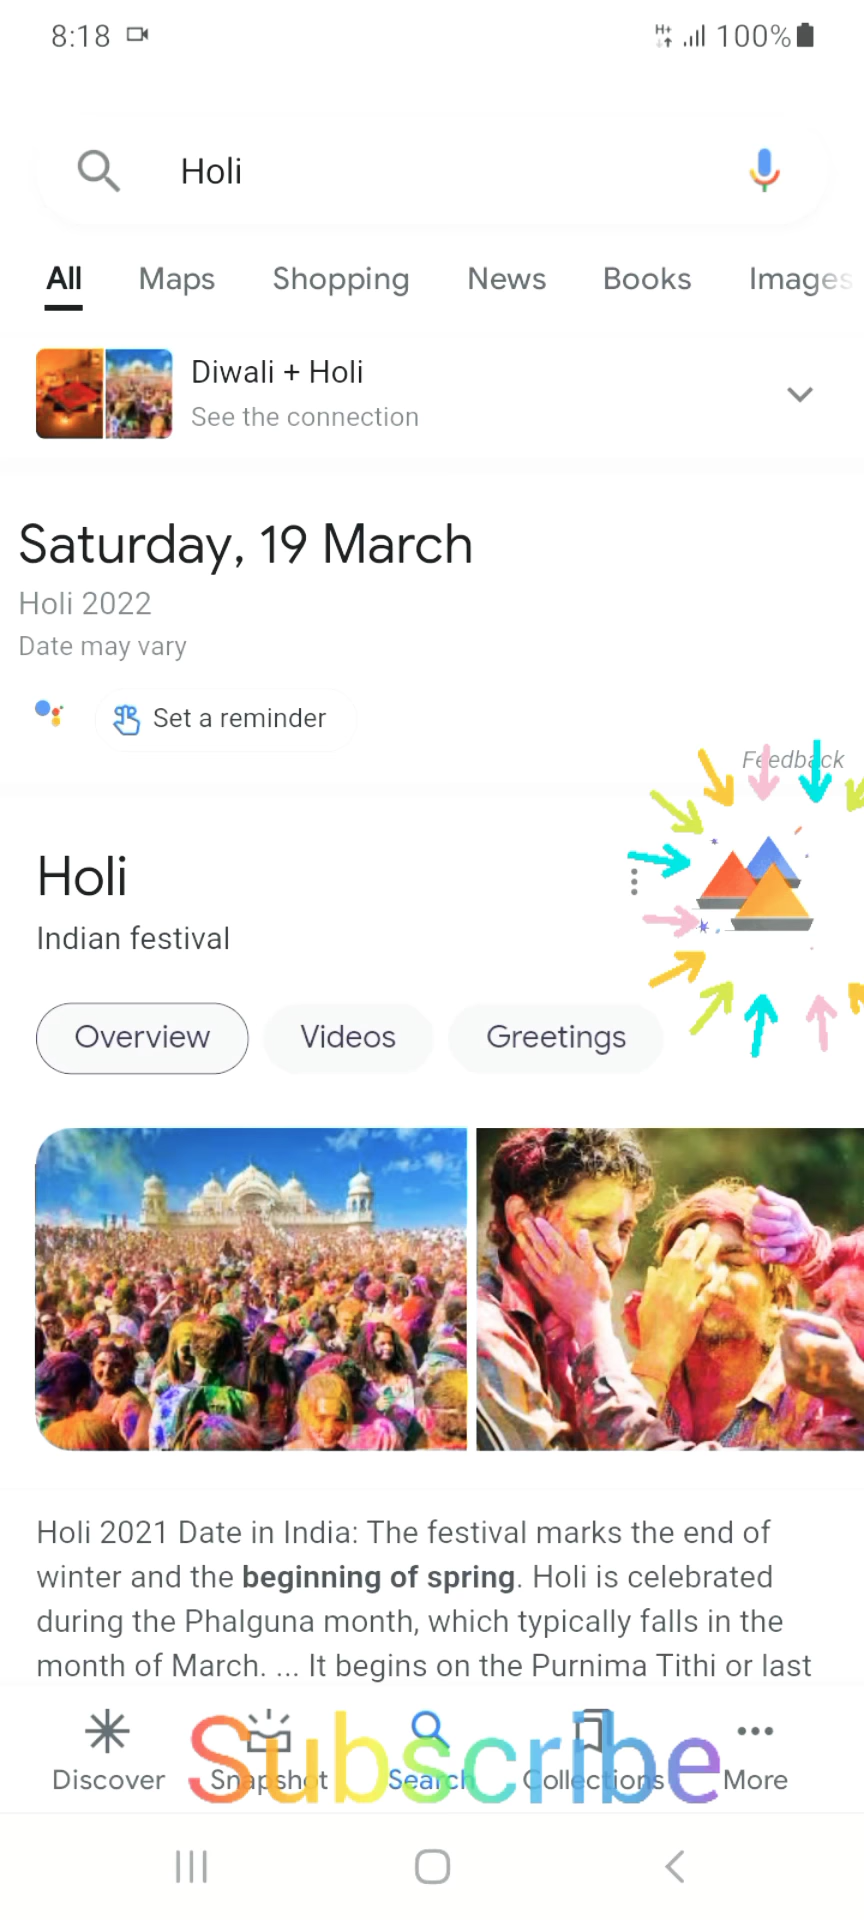 8:18
H+ 100%
Holi
All Maps Shopping News Books Images
Diwali + Holi
See the connection
Saturday, 19 March
Holi 2022
Date may vary
Set a reminder
Feedback
Holi
Indian festival
Overview Videos Greetings
Holi 2021 Date in India: The festival marks the end of
winter and the beginning of spring. Holi is celebrated
during the Phalguna month, which typically falls in the
month of March. ... It begins on the Purnima Tithi or last
Subscribe
Discover Snapshot Search Collections More